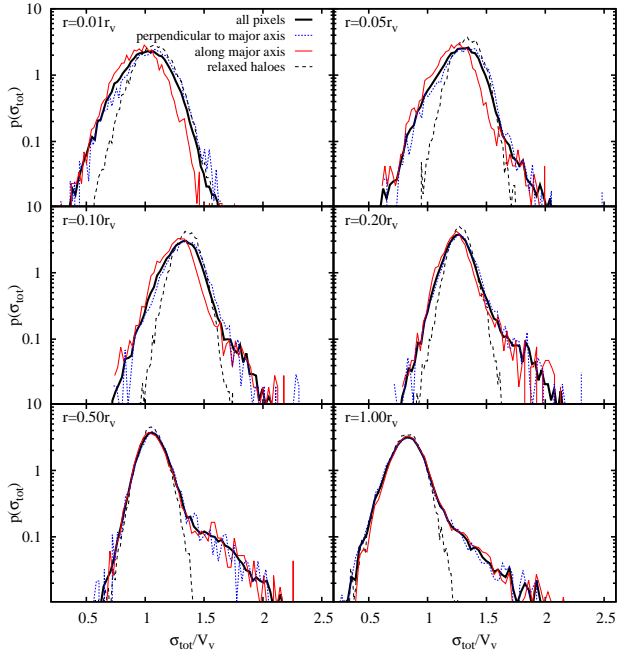 all pixels
perpendicular to major axis
along major axis
relaxed haloes
r=0.01r_v
r=0.05r_v
10
1
0.1
p(σ_tot)
r=0.10r_v
r=0.20r_v
10
1
0.1
p(σ_tot)
r=0.50r_v
r=1.00r_v
10
1
0.1
p(σ_tot)
0.5 1 1.5 2 2.5
0.5 1 1.5 2 2.5
σ_tot/V_v
σ_tot/V_v